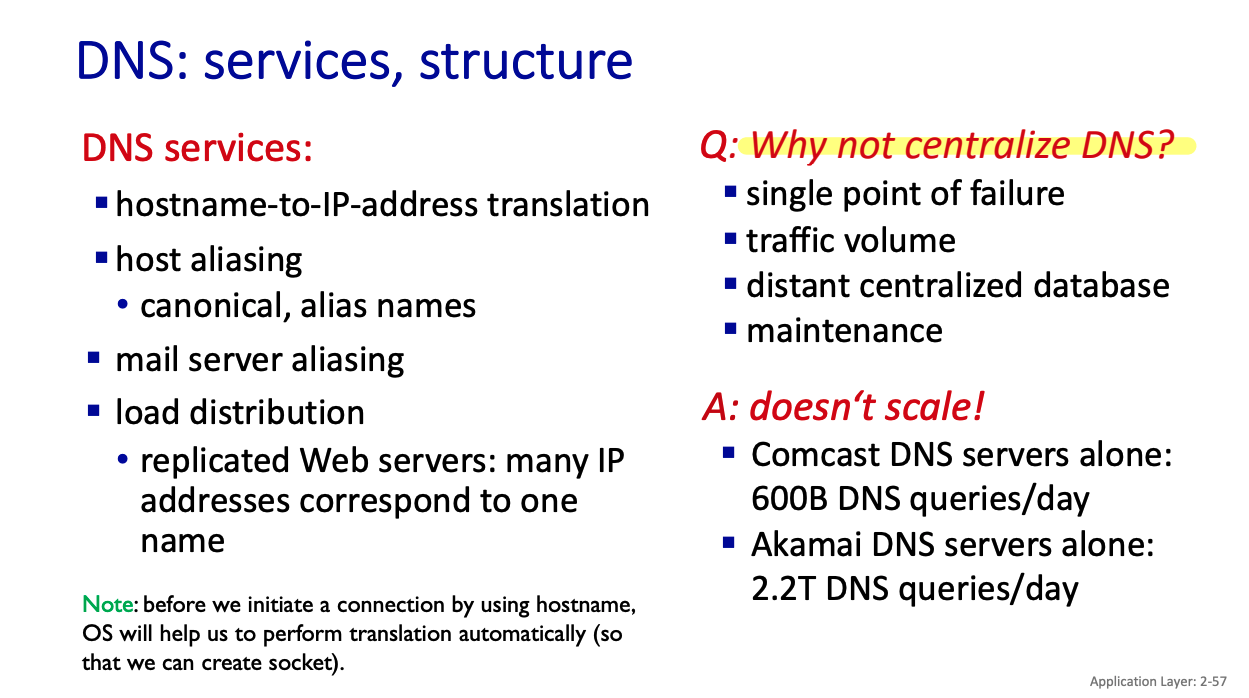 DNS: services, structure
DNS services:
hostname-to-IP-address translation
host aliasing
canonical, alias names
mail server aliasing
load distribution
replicated Web servers: many IP
addresses correspond to one
name
Note: before we initiate a connection by using hostname,
OS will help us to perform translation automatically (so
that we can create socket).
Q: Why not centralize DNS?
single point of failure
traffic volume
distant centralized database
maintenance
A: doesn‘t scale!
Comcast DNS servers alone:
600B DNS queries/day
Akamai DNS servers alone:
2.2T DNS queries/day
Application Layer: 2-57